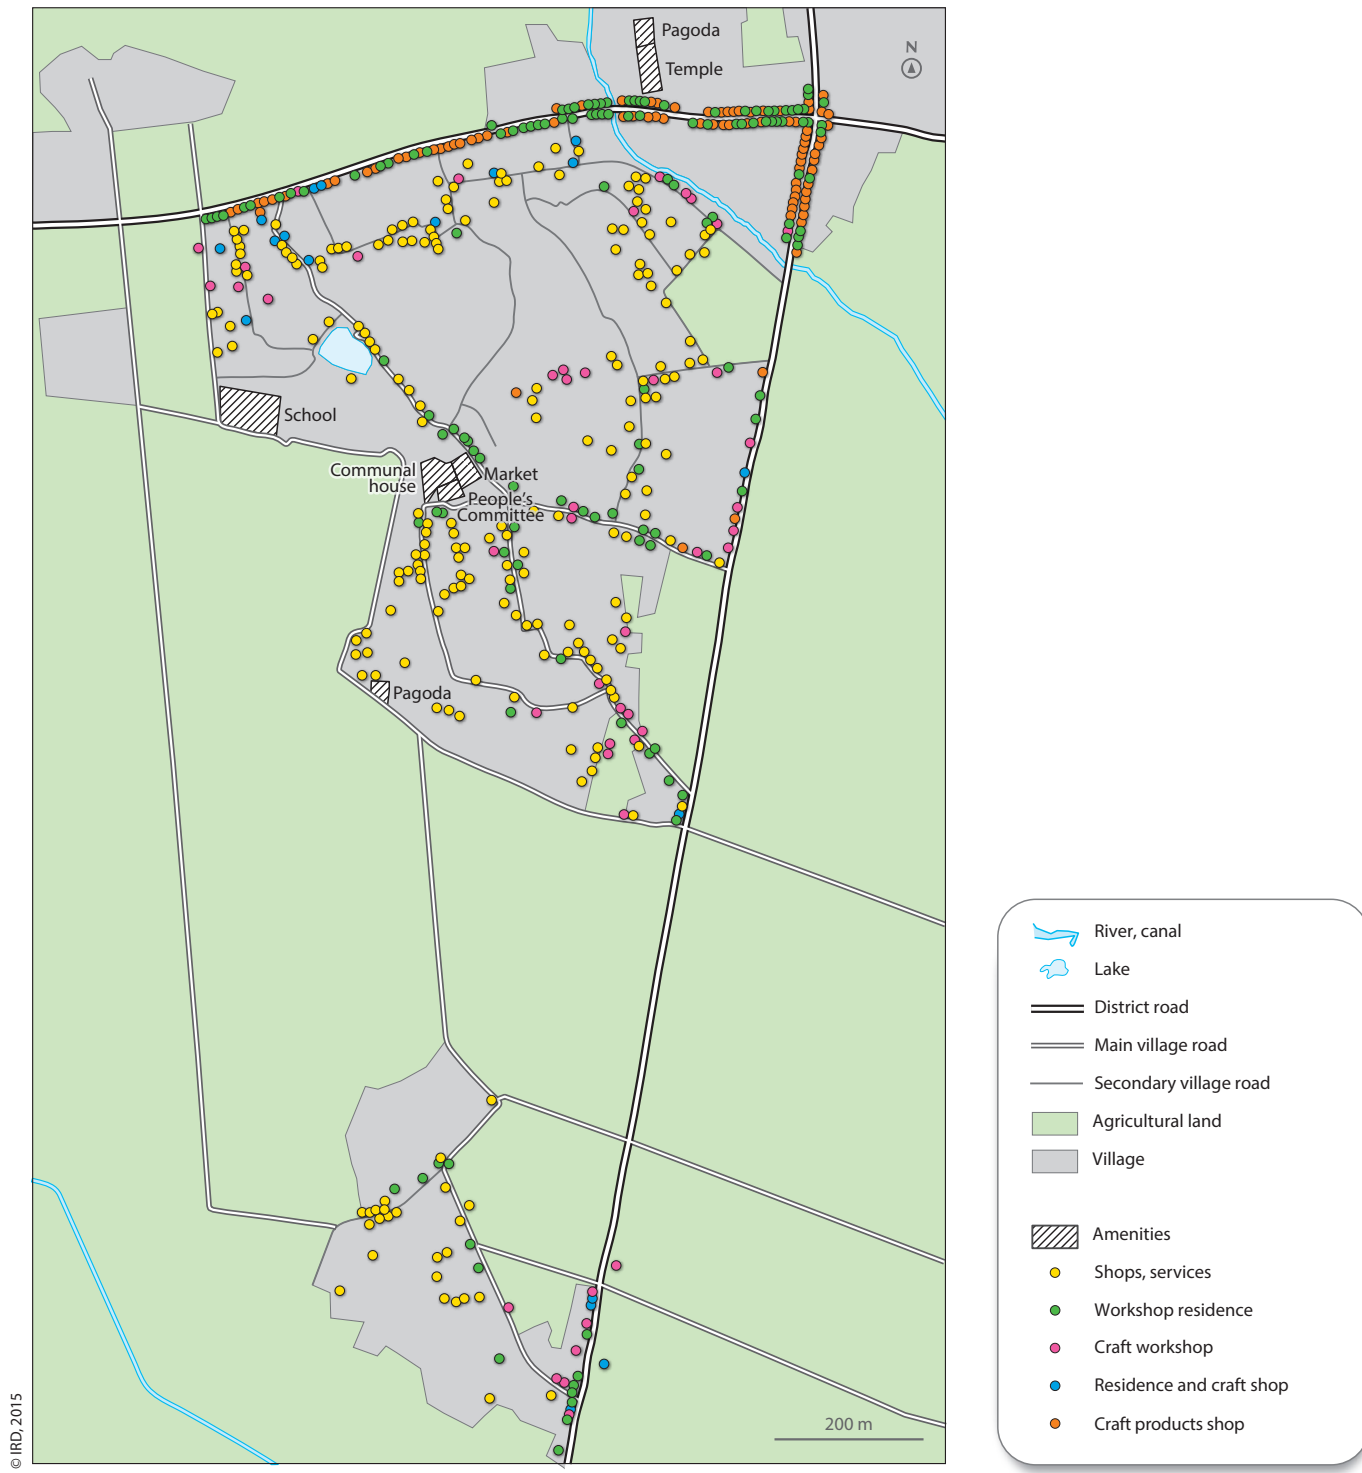 Pagoda
Temple
N
School
Communal
house
Market
People's
Committee
Pagoda
200 m
© IRD, 2015
River, canal
Lake
District road
Main village road
Secondary village road
Agricultural land
Village
Amenities
Shops, services
Workshop residence
Craft workshop
Residence and craft shop
Craft products shop